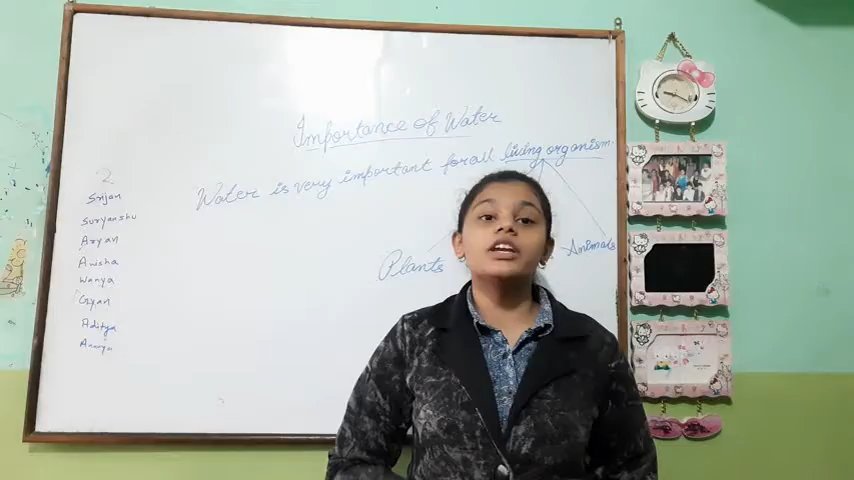 Importance of Water
Water is very important for all living organism.
Plants
Animals
2
Srijan
Suryanshu
Aryan
Anisha
Wanya
Gyan
Aditya
Ananya